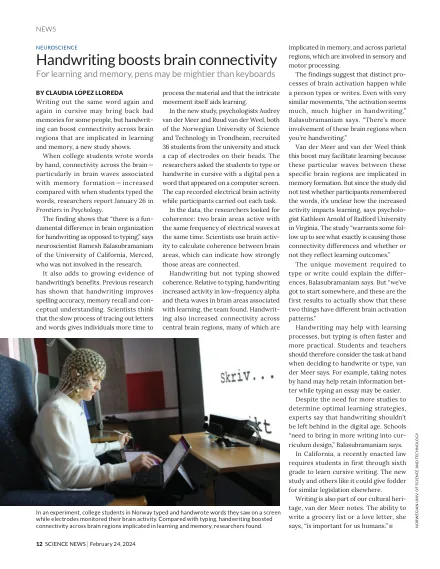 NEWS
NEUROSCIENCE
Handwriting boosts brain connectivity
For learning and memory, pens may be mightier than keyboards
BY CLAUDIA LÓPEZ LLOREDA
Writing out the same word again and
again in cursive may bring back bad
memories for some people, but handwrit-
ing can boost connectivity across brain
regions that are implicated in learning
and memory, a new study shows.
When college students wrote words
by hand, connectivity across the brain—
particularly in brain waves associated
with memory formation—increased
compared with when students typed the
words, researchers report January 26 in
Frontiers in Psychology.
The finding shows that "there is a fun-
damental difference in brain organization
for handwriting as opposed to typing," says
neuroscientist Ramesh Balasubramaniam
of the University of California, Merced,
who was not involved in the research.
It also adds to growing evidence of
handwriting's benefits. Previous research
has shown that handwriting improves
spelling accuracy, memory recall and con-
ceptual understanding. Scientists think
that the slow process of tracing out letters
and words gives individuals more time to
process the material and that the intricate
movement itself aids learning.
In the new study, psychologists Audrey
van der Meer and Ruud van der Weel, both
of the Norwegian University of Science
and Technology in Trondheim, recruited
36 students from the university and stuck
a cap of electrodes on their heads. The
researchers asked the students to type or
handwrite in cursive with a digital pen a
word that appeared on a computer screen.
The cap recorded electrical brain activity
while participants carried out each task.
In the data, the researchers looked for
coherence: two brain areas active with
the same frequency of electrical waves at
the same time. Scientists use brain activ-
ity to calculate coherence between brain
areas, which can indicate how strongly
those areas are connected.
Handwriting but not typing showed
coherence. Relative to typing, handwriting
increased activity in low-frequency alpha
and theta waves in brain areas associated
with learning, the team found. Handwrit-
ing also increased connectivity across
central brain regions, many of which are
implicated in memory, and across parietal
regions, which are involved in sensory and
motor processing.
The findings suggest that distinct pro-
cesses of brain activation happen while
a person types or writes. Even with very
similar movements, "the activation seems
much, much higher in handwriting,"
Balasubramaniam says. "There's more
involvement of these brain regions when
you're handwriting."
Van der Meer and van der Weel think
this boost may facilitate learning because
these particular waves between these
specific brain regions are implicated in
memory formation. But since the study did
not test whether participants remembered
the words, it's unclear how the increased
activity impacts learning, says psycholo-
gist Kathleen Arnold of Radford University
in Virginia. The study "warrants some fol-
low up to see what exactly is causing those
connectivity differences and whether or
not they reflect learning outcomes."
The unique movement required to
type or write could explain the differ-
ences, Balasubramaniam says. But "we've
got to start somewhere, and these are the
first results to actually show that these
two things have different brain activation
patterns."
Handwriting may help with learning
processes, but typing is often faster and
more practical. Students and teachers
should therefore consider the task at hand
when deciding to handwrite or type, van
der Meer says. For example, taking notes
by hand may help retain information bet-
ter while typing an essay may be easier.
Despite the need for more studies to
determine optimal learning strategies,
experts say that handwriting shouldn't
be left behind in the digital age. Schools
"need to bring in more writing into cur-
riculum design," Balasubramaniam says.
In California, a recently enacted law
requires students in first through sixth
grade to learn cursive writing. The new
study and others like it could give fodder
for similar legislation elsewhere.
Writing is also part of our cultural heri-
tage, van der Meer notes. The ability to
write a grocery list or a love letter, she
says, "is important for us humans."
skriv...
kt
In an experiment, college students in Norway typed and handwrote words they saw on a screen
while electrodes monitored their brain activity. Compared with typing, handwriting boosted
connectivity across brain regions implicated in learning and memory, researchers found.
NORWEGIAN UNIV. OF SCIENCE AND TECHNOLOGY
12 SCIENCE NEWS | February 24, 2024